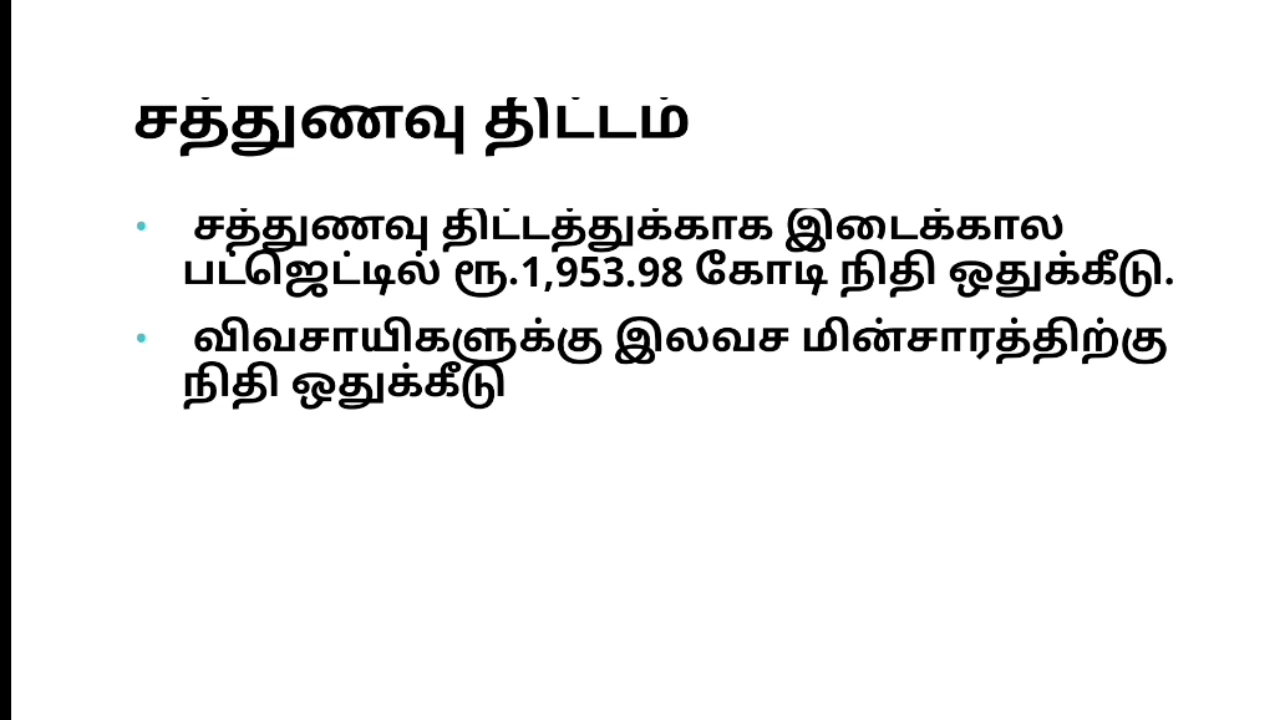 சத்துணவு திட்டம்
• சத்துணவு திட்டத்துக்காக இடைக்கால
பட்ஜெட்டில் ரூ.1,953.98 கோடி நிதி ஒதுக்கீடு.
• விவசாயிகளுக்கு இலவச மின்சாரத்திற்கு
நிதி ஒதுக்கீடு